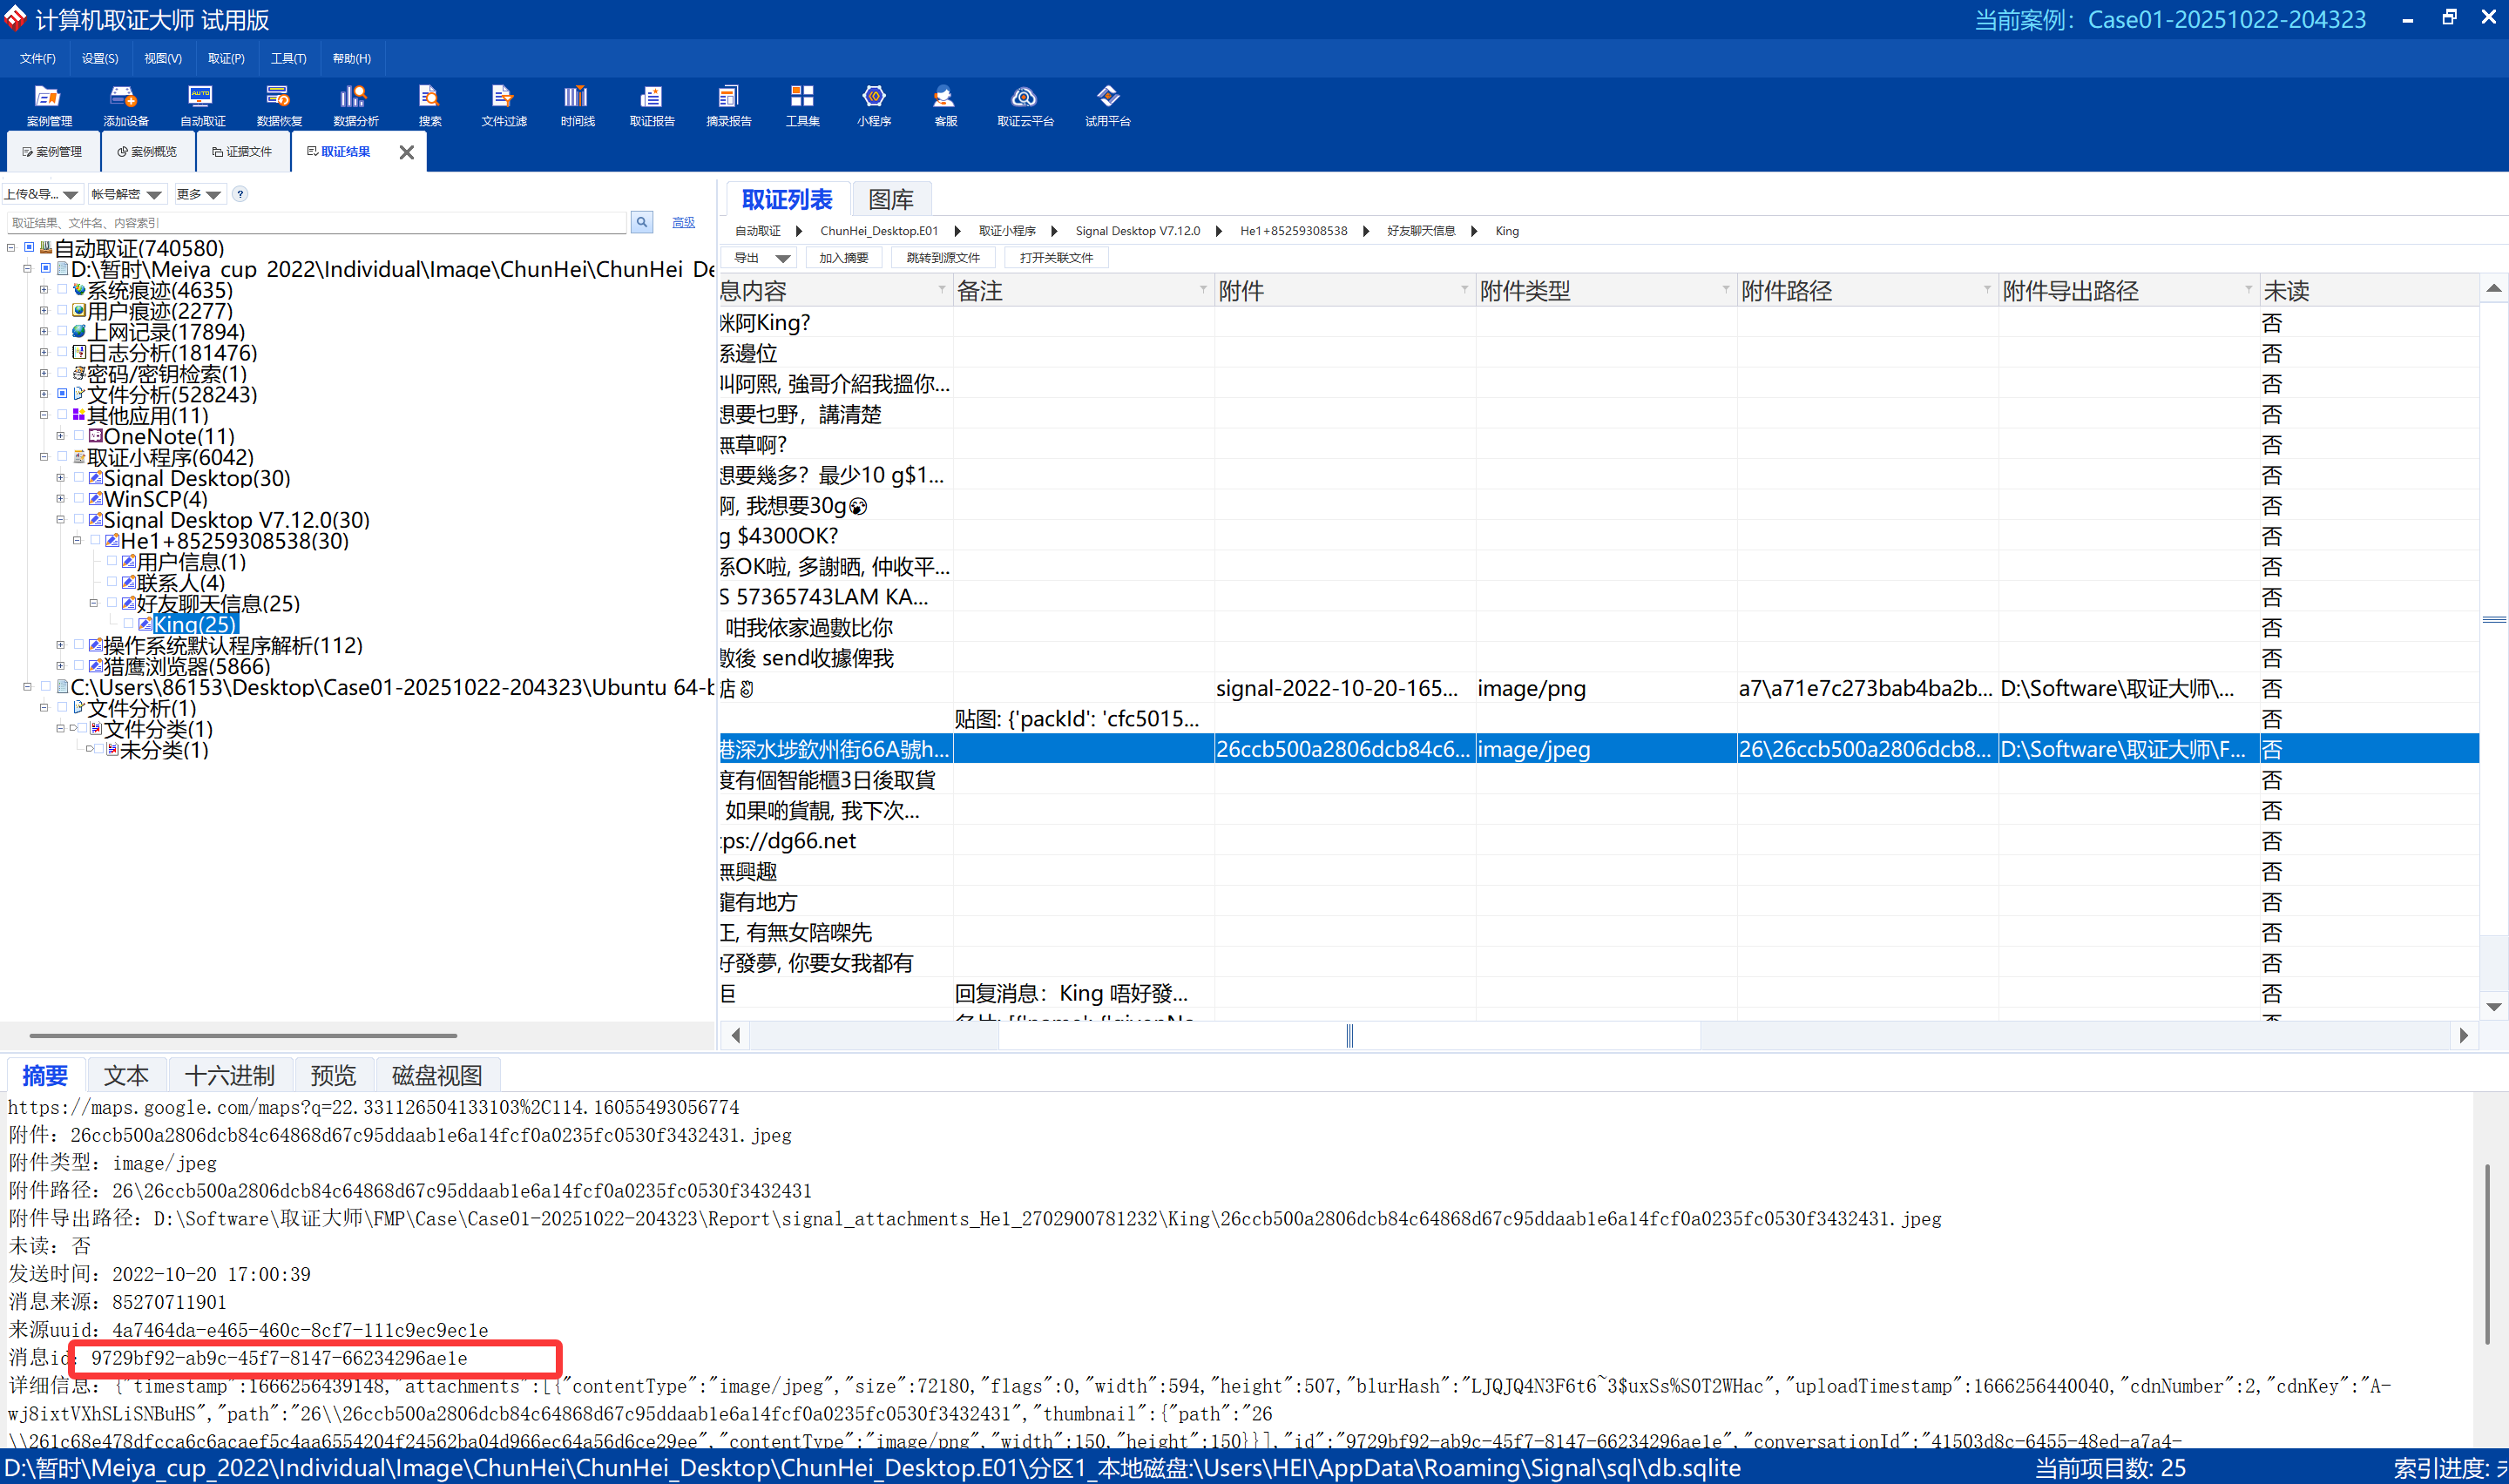 计算机取证大师 试用版
当前案例：Case01-20251022-204323
文件(F) 设置(S) 视图(V) 取证(P) 工具(T) 帮助(H)
案例管理 添加设备 自动取证 数据恢复 数据分析 搜索 文件过滤 时间线 取证报告 摘录报告 工具集 小程序 客服 取证云平台 试用平台
案例管理 案例概览 证据文件 取证结果
上传&导... 帐号解密 更多 ?
取证结果、文件名、内容索引 高级
自动取证(740580)
D:\暂时\Meiya_cup_2022\Individual\Image\ChunHei\ChunHei_De
系统痕迹(4635)
用户痕迹(2277)
上网记录(17894)
日志分析(181476)
密码/密钥检索(1)
文件分析(528243)
其他应用(11)
OneNote(11)
取证小程序(6042)
Signal Desktop(30)
WinSCP(4)
Signal Desktop V7.12.0(30)
He1+85259308538(30)
用户信息(1)
联系人(4)
好友聊天信息(25)
King(25)
操作系统默认程序解析(112)
猎鹰浏览器(5866)
C:\Users\86153\Desktop\Case01-20251022-204323\Ubuntu 64-b
文件分析(1)
文件分类(1)
未分类(1)
取证列表 图库
自动取证 ChunHei_Desktop.E01 取证小程序 Signal Desktop V7.12.0 He1+85259308538 好友聊天信息 King
导出 加入摘要 跳转到源文件 打开关联文件
息内容 备注 附件 附件类型 附件路径 附件导出路径 未读
咪阿King? 否
系邊位 否
叫阿熙, 強哥介紹我搵你... 否
想要乜野，講清楚 否
無草啊? 否
想要幾多？最少10 g$1... 否
啊, 我想要30g 否
g $4300OK? 否
系OK啦, 多謝晒, 仲收平... 否
S 57365743LAM KA... 否
咁我依家過數比你 否
數後 send收據俾我 否
店✌ signal-2022-10-20-165... image/png a7\a71e7c273bab4ba2b... D:\Software\取证大师\... 否
贴图: {'packId': 'cfc5015... 否
港深水埗欽州街66A號h... 26ccb500a2806dcb84c6... image/jpeg 26\26ccb500a2806dcb8... D:\Software\取证大师\F... 否
度有個智能櫃3日後取貨 否
如果啲貨靚, 我下次... 否
ps://dg66.net 否
無興趣 否
龍有地方 否
正, 有無女陪㗎先 否
好發夢, 你要女我都有 否
巨 回复消息：King 唔好發... 否
摘要 文本 十六进制 预览 磁盘视图
https://maps.google.com/maps?q=22.331126504133103%2C114.16055493056774
附件：26ccb500a2806dcb84c64868d67c95ddaab1e6a14fcf0a0235fc0530f3432431.jpeg
附件类型：image/jpeg
附件路径：26\26ccb500a2806dcb84c64868d67c95ddaab1e6a14fcf0a0235fc0530f3432431
附件导出路径：D:\Software\取证大师\FMP\Case\Case01-20251022-204323\Report\signal_attachments_He1_2702900781232\King\26ccb500a2806dcb84c64868d67c95ddaab1e6a14fcf0a0235fc0530f3432431.jpeg
未读：否
发送时间：2022-10-20 17:00:39
消息来源：85270711901
来源uuid：4a7464da-e465-460c-8cf7-111c9ec9ec1e
消息id：9729bf92-ab9c-45f7-8147-66234296ae1e
详细信息：{"timestamp":1666256439148,"attachments":[{"contentType":"image/jpeg","size":72180,"flags":0,"width":594,"height":507,"blurHash":"LJQJQ4N3F6t6~3$uxSs%S0T2WHac","uploadTimestamp":1666256440040,"cdnNumber":2,"cdnKey":"A-
wj8ixtVXhSLiSNBuHS","path":"26\\26ccb500a2806dcb84c64868d67c95ddaab1e6a14fcf0a0235fc0530f3432431","thumbnail":{"path":"26
\\261c68e478dfcca6c6acaef5c4aa6554204f24562ba04d966ec64a56d6ce29ee","contentType":"image/png","width":150,"height":150}}],"id":"9729bf92-ab9c-45f7-8147-66234296ae1e","conversationId":"41503d8c-6455-48ed-a7a4-
D:\暂时\Meiya_cup_2022\Individual\Image\ChunHei\ChunHei_Desktop\ChunHei_Desktop.E01\分区1_本地磁盘:\Users\HEI\AppData\Roaming\Signal\sql\db.sqlite 当前项目数: 25 索引进度: